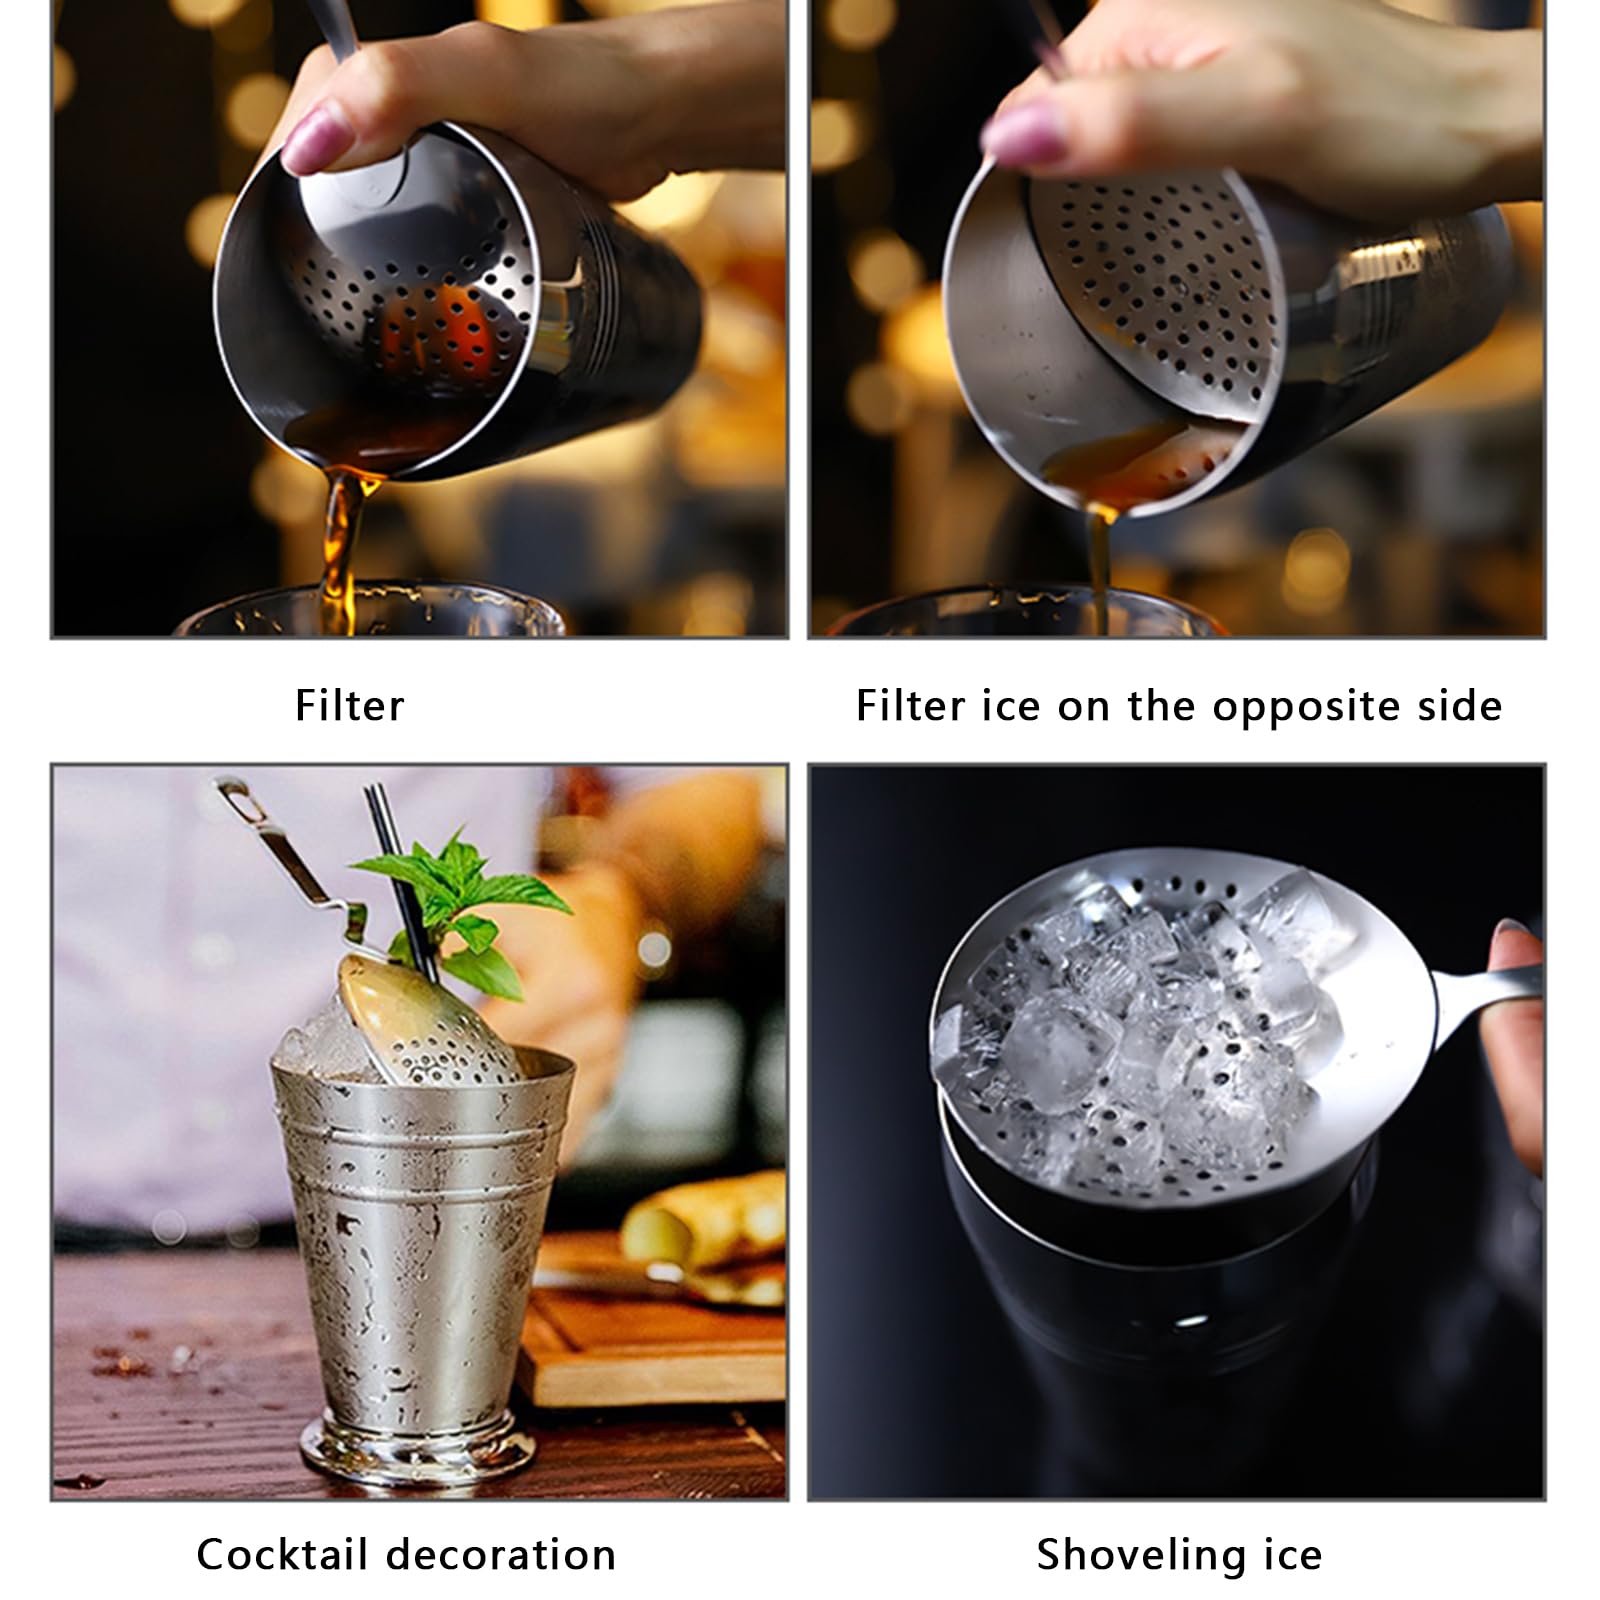 Filter
Filter ice on the opposite side
Cocktail decoration
Shoveling ice